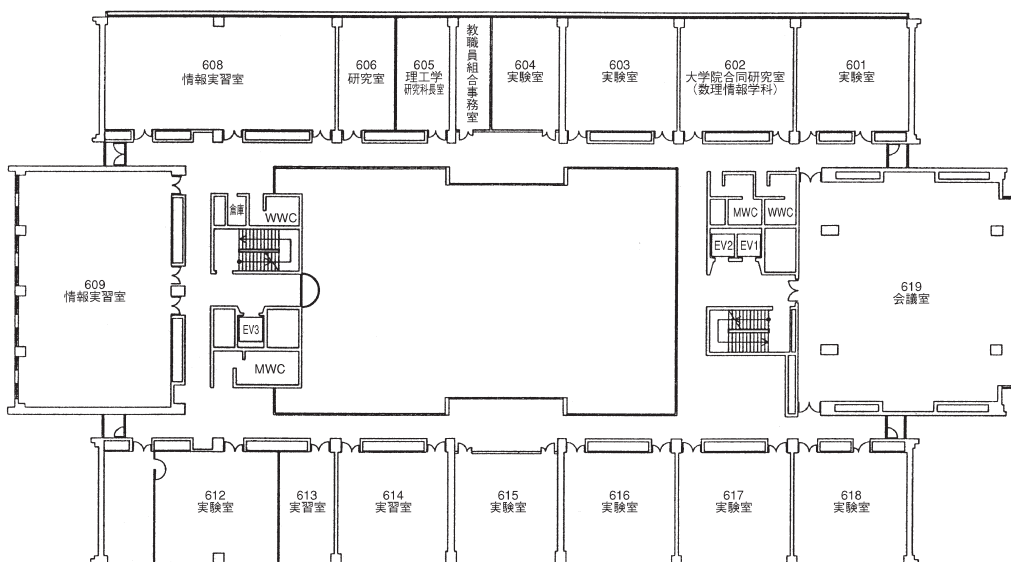 608
情報実習室
606
研究室
605
理工学
研究科長室
教職員組合事務室
604
実験室
603
実験室
602
大学院合同研究室
（数理情報学科）
601
実験室
倉庫
WWC
MWC
WWC
EV2
EV1
609
情報実習室
619
会議室
EV3
MWC
612
実験室
613
実習室
614
実習室
615
実験室
616
実験室
617
実験室
618
実験室